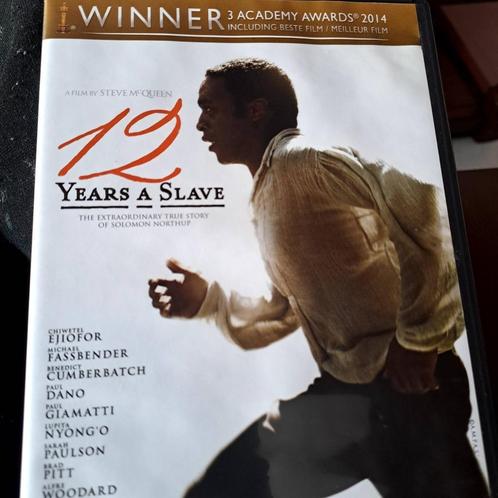 WINNER 3 ACADEMY AWARDS® 2014
INCLUDING BESTE FILM / MEILLEUR FILM
A FILM BY STEVE McQUEEN
12
YEARS A SLAVE
THE EXTRAORDINARY TRUE STORY
OF SOLOMON NORTHUP
CHIWETEL
EJIOFOR
MICHAEL
FASSBENDER
BENEDICT
CUMBERBATCH
PAUL
DANO
PAUL
GIAMATTI
LUPITA
NYONG'O
SARAH
PAULSON
BRAD
PITT
ALFRE
WOODARD